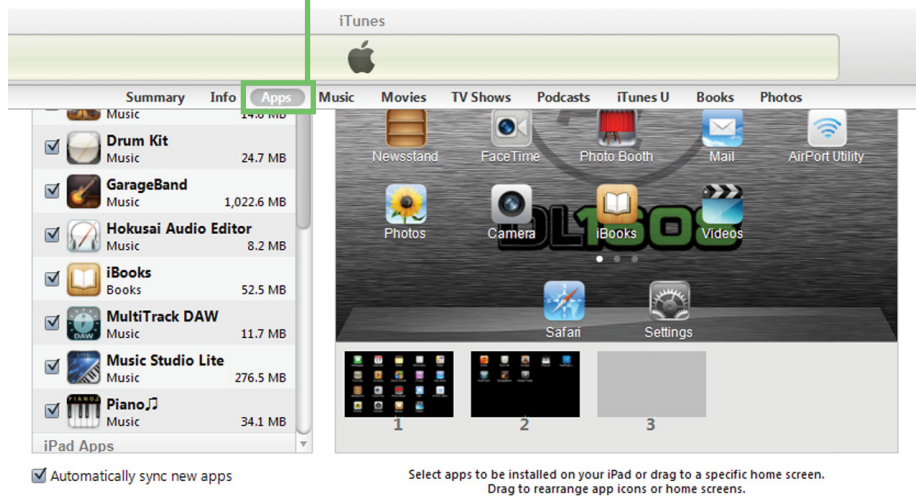 iTunes
Summary Info Apps Music Movies TV Shows Podcasts iTunes U Books Photos
Music 14.6 MB
Drum Kit
Music 24.7 MB
GarageBand
Music 1,022.6 MB
Hokusai Audio Editor
Music 8.2 MB
iBooks
Books 52.5 MB
MultiTrack DAW
Music 11.7 MB
Music Studio Lite
Music 276.5 MB
Piano♫
Music 34.1 MB
iPad Apps
Automatically sync new apps
Newsstand FaceTime Photo Booth Mail AirPort Utility
Photos Camera iBooks Videos
DL1608
Safari Settings
1 2 3
Select apps to be installed on your iPad or drag to a specific home screen.
Drag to rearrange app icons or home screens.